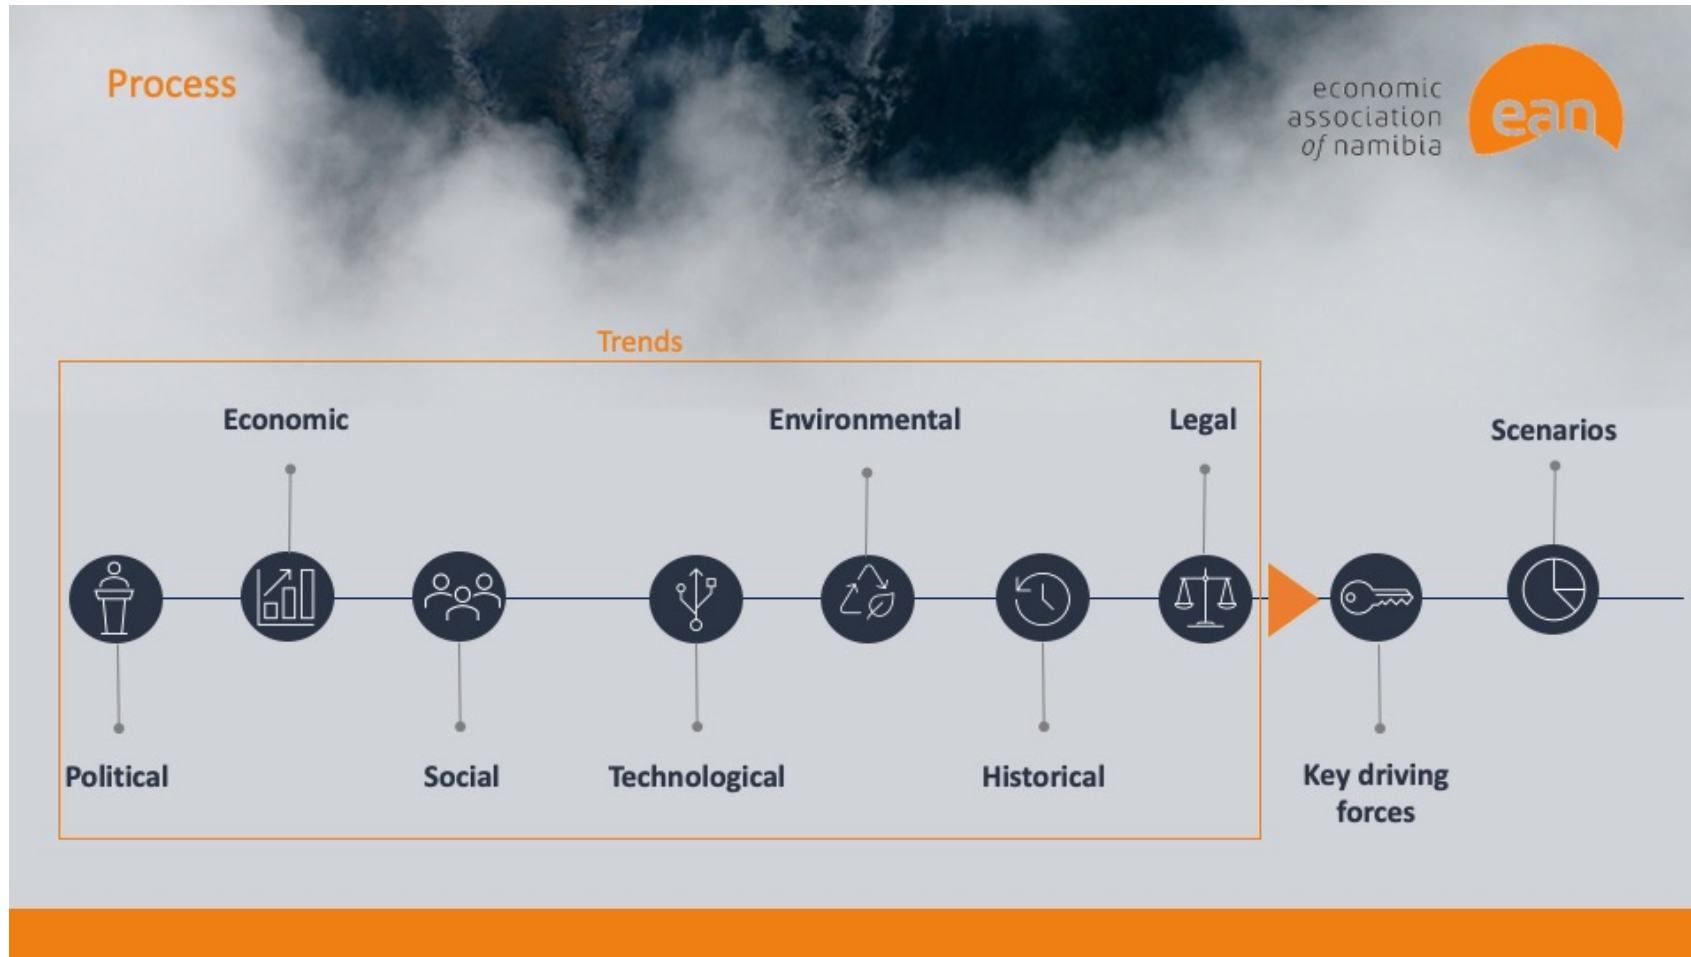 Process
economic
association
of namibia
ean
Trends
Economic
Environmental
Legal
Scenarios
Political
Social
Technological
Historical
Key driving
forces